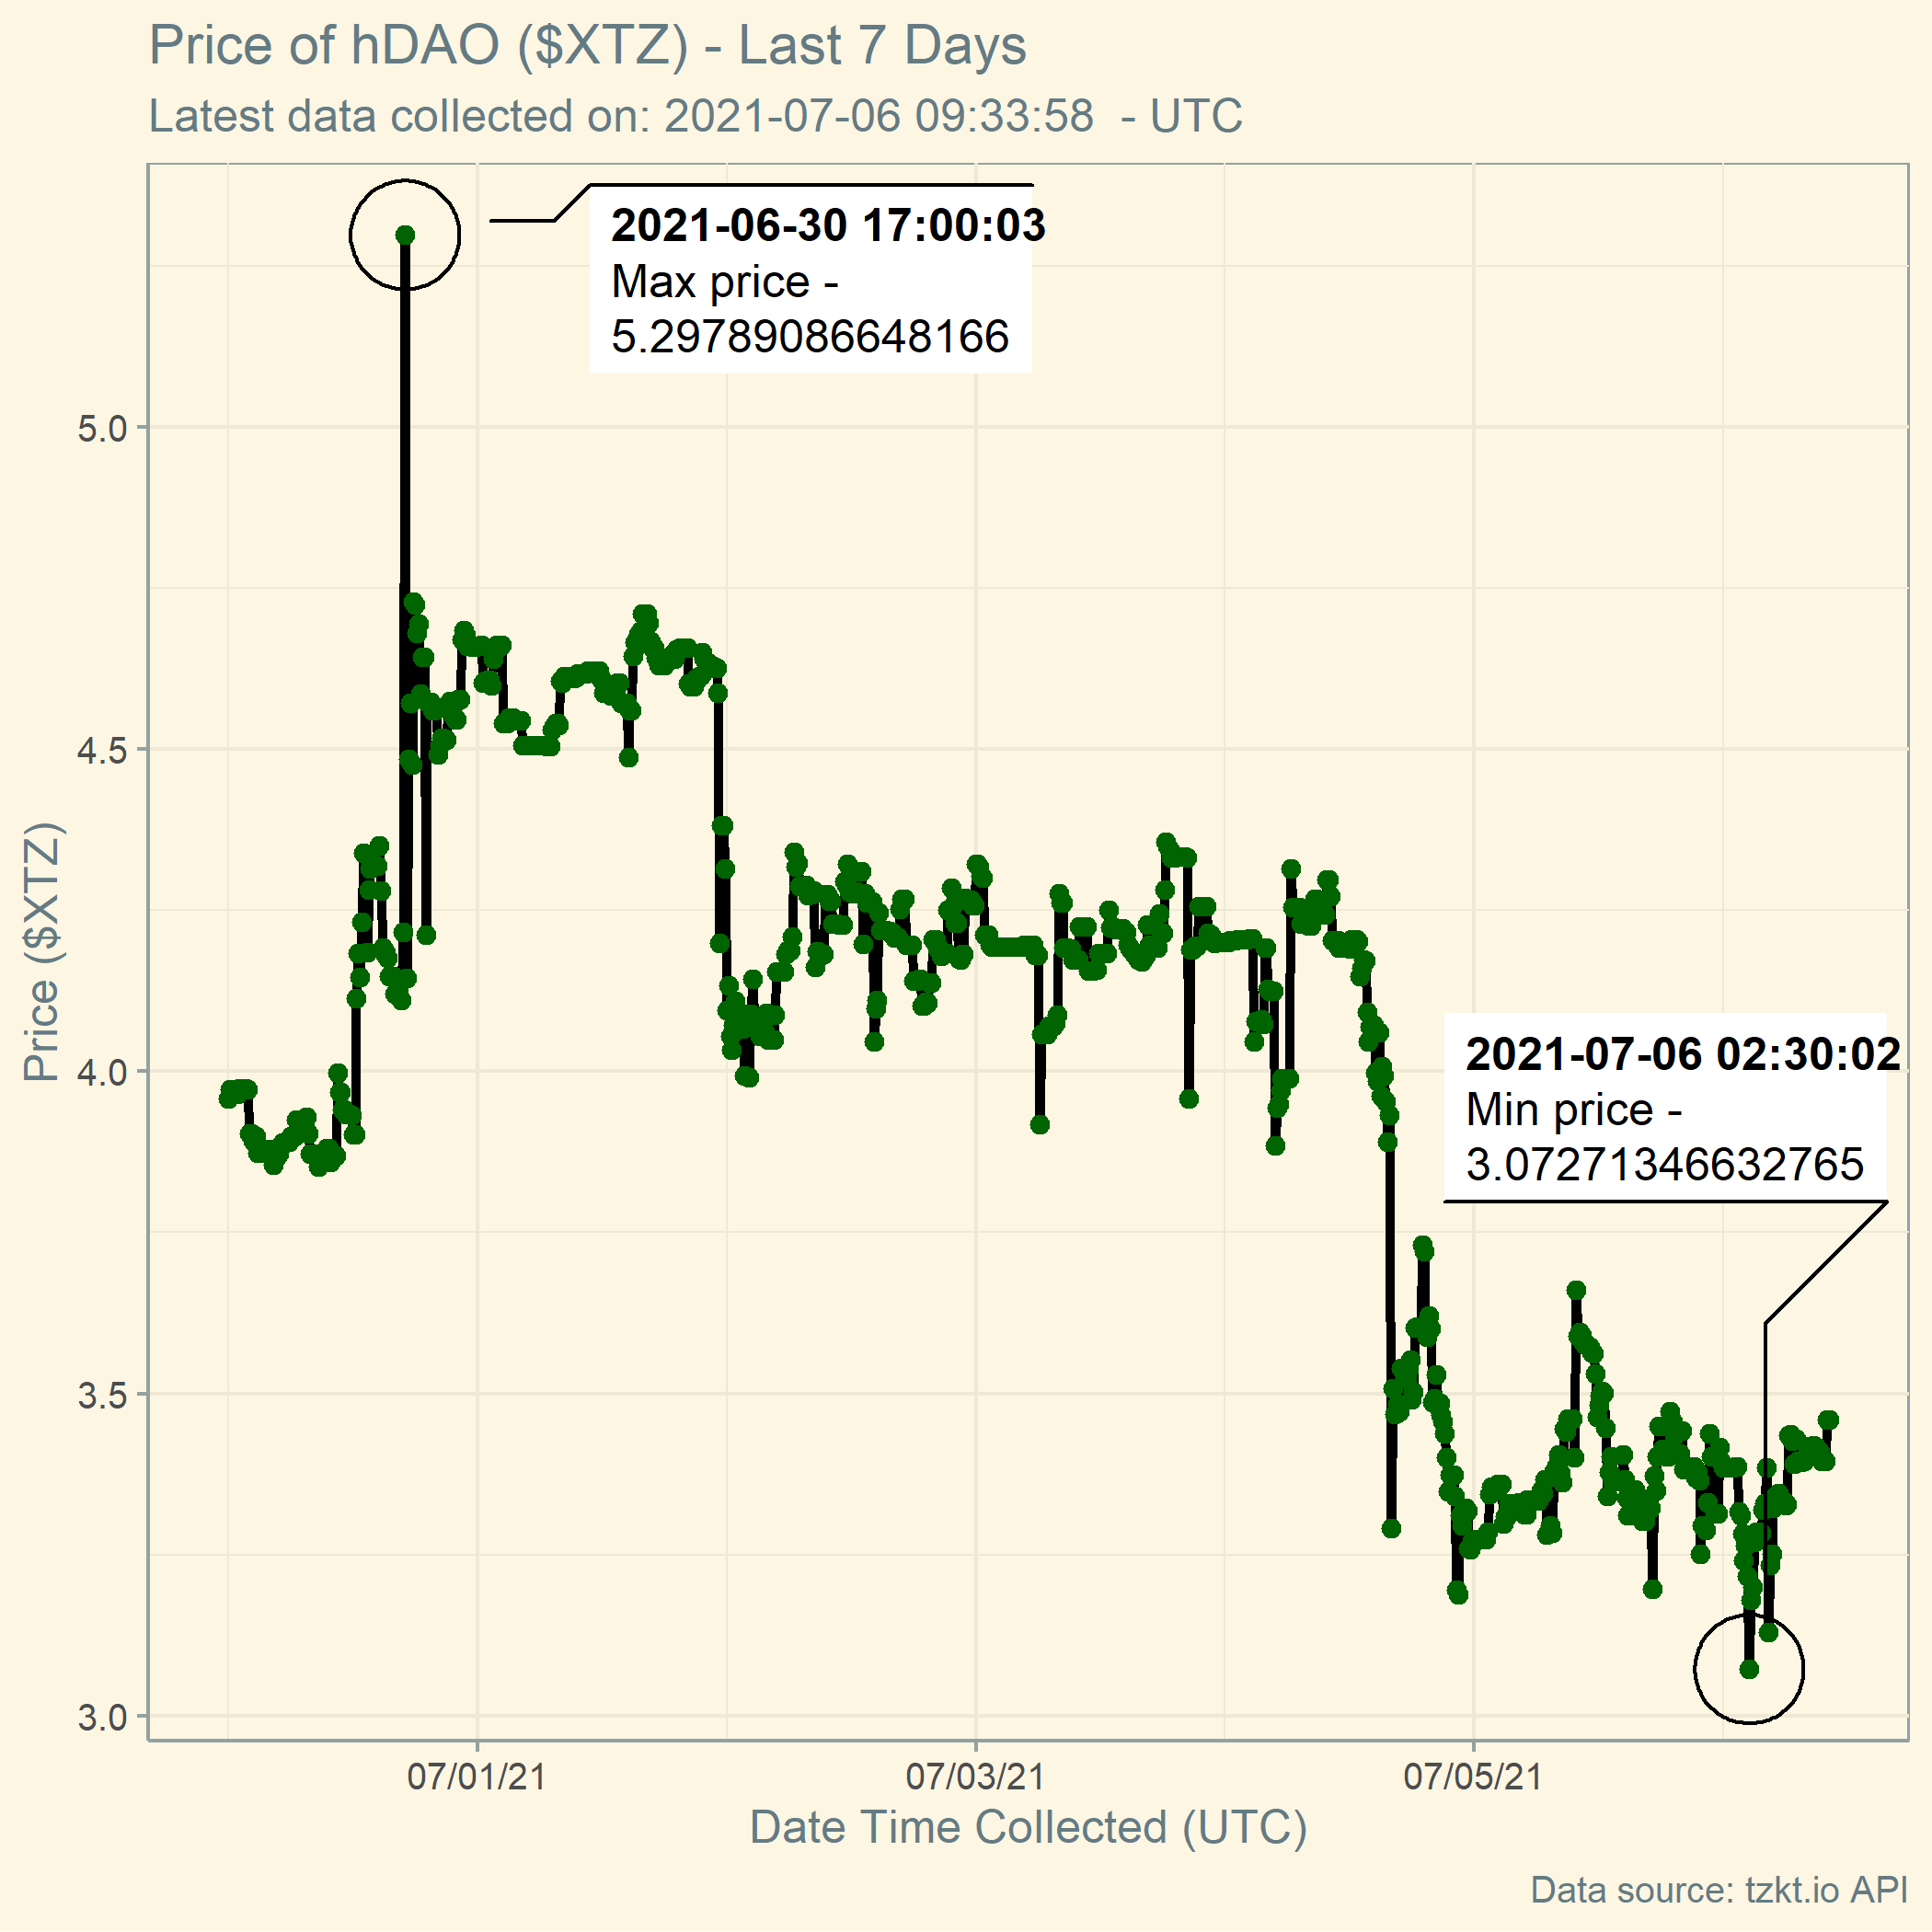 Price of hDAO ($XTZ) - Last 7 Days
Latest data collected on: 2021-07-06 09:33:58  - UTC
2021-06-30 17:00:03
Max price -
5.29789086648166
5.0
4.5
4.0
3.5
3.0
Price ($XTZ)
2021-07-06 02:30:02
Min price -
3.07271346632765
07/01/21
07/03/21
07/05/21
Date Time Collected (UTC)
Data source: tzkt.io API